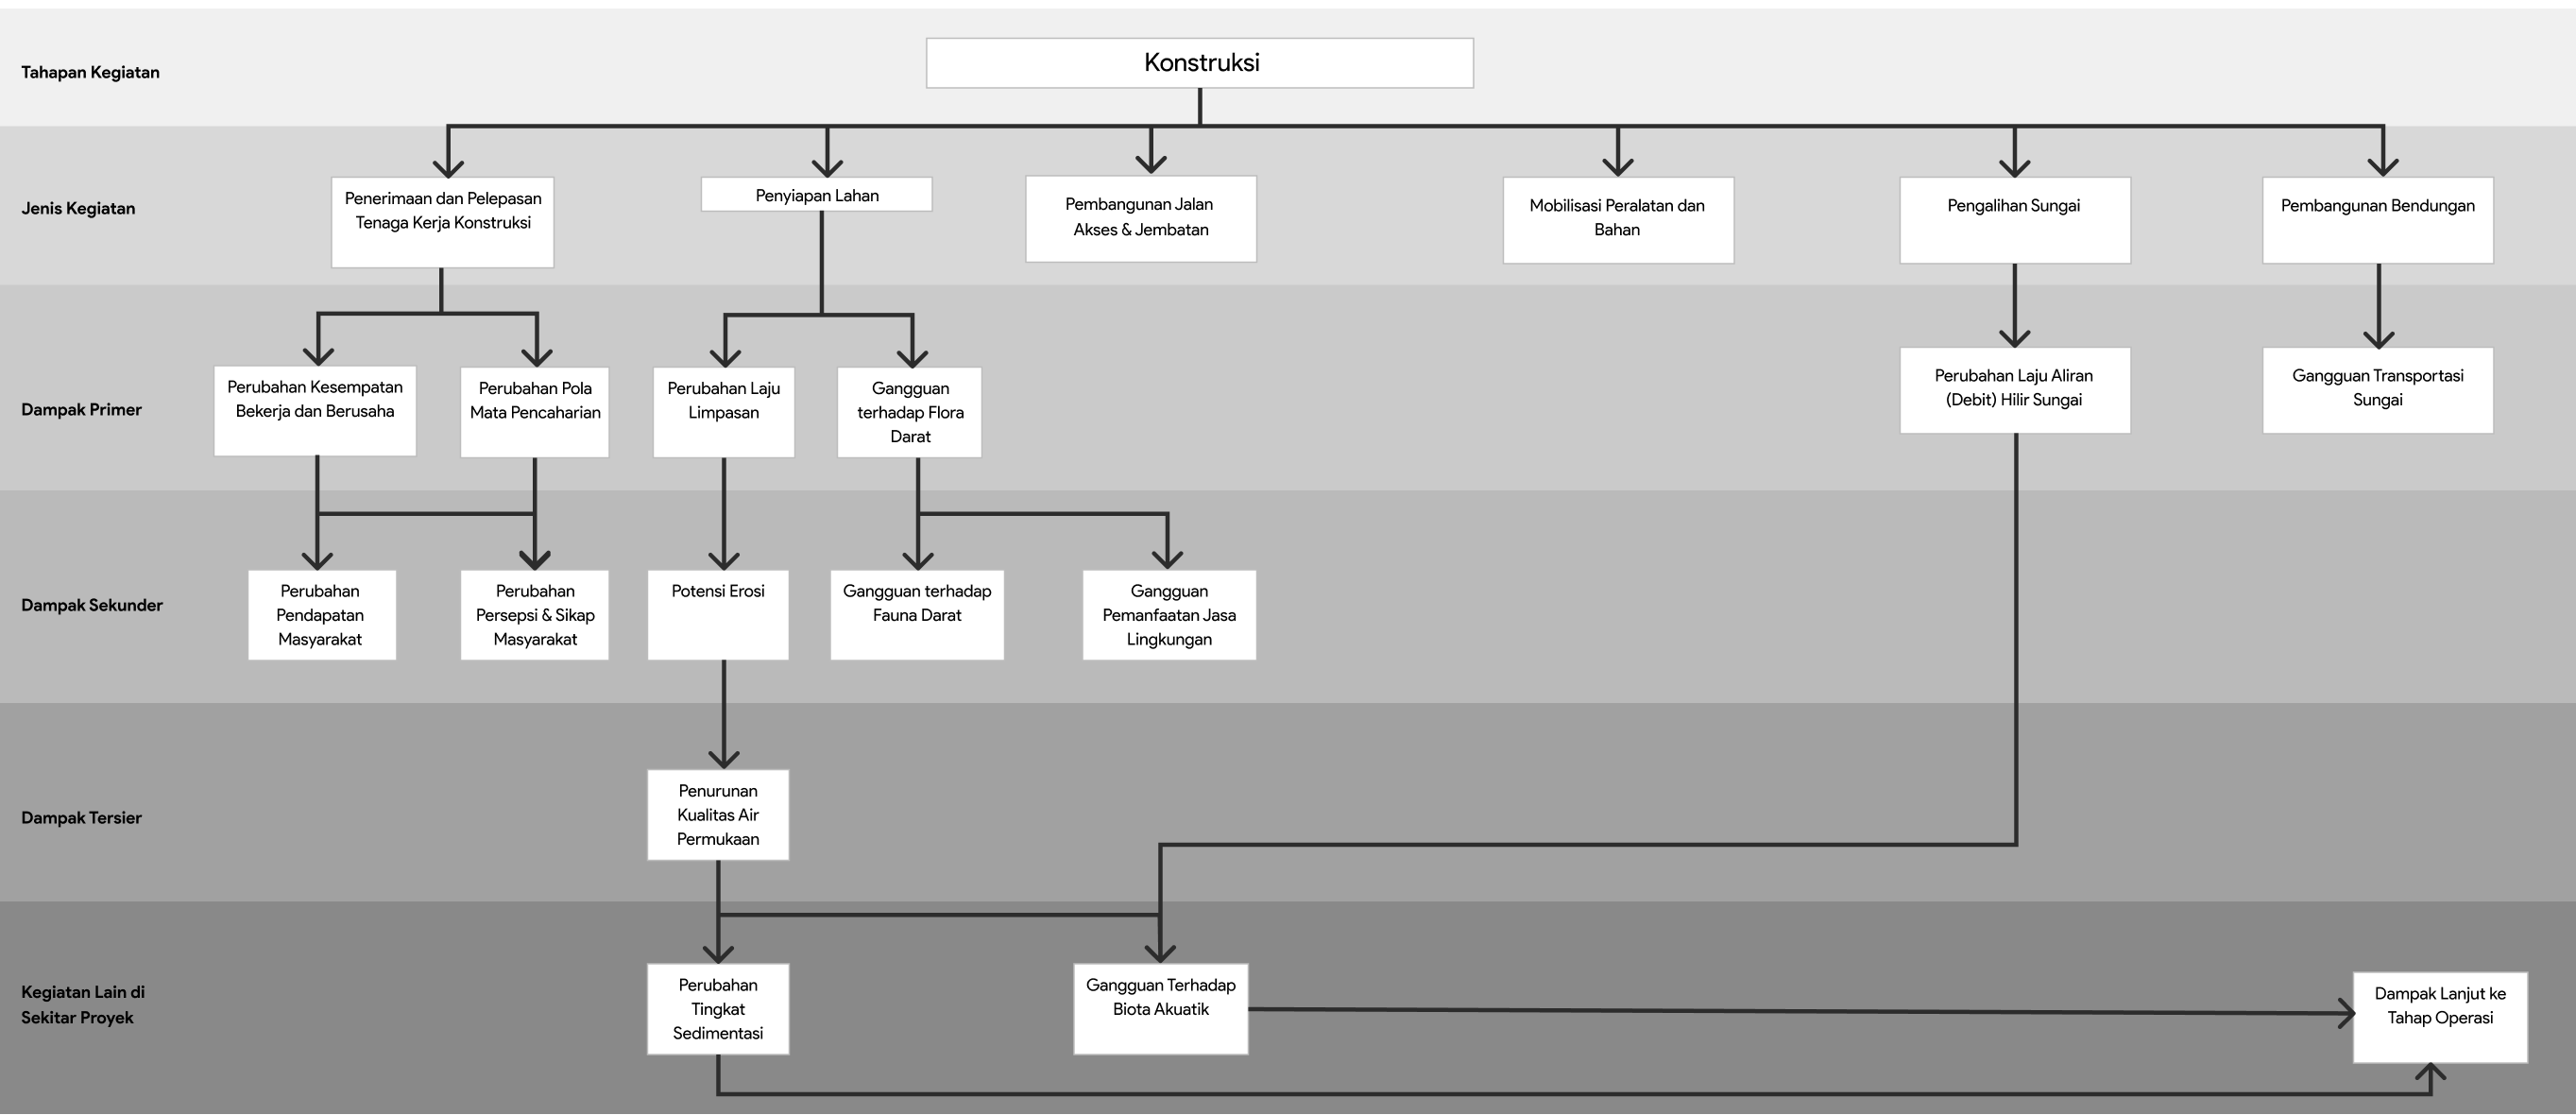 Tahapan Kegiatan
Konstruksi
Jenis Kegiatan
Penerimaan dan Pelepasan
Tenaga Kerja Konstruksi
Penyiapan Lahan
Pembangunan Jalan
Akses & Jembatan
Mobilisasi Peralatan dan
Bahan
Pengalihan Sungai
Pembangunan Bendungan
Dampak Primer
Perubahan Kesempatan
Bekerja dan Berusaha
Perubahan Pola
Mata Pencaharian
Perubahan Laju
Limpasan
Gangguan
terhadap Flora
Darat
Perubahan Laju Aliran
(Debit) Hilir Sungai
Gangguan Transportasi
Sungai
Dampak Sekunder
Perubahan
Pendapatan
Masyarakat
Perubahan
Persepsi & Sikap
Masyarakat
Potensi Erosi
Gangguan terhadap
Fauna Darat
Gangguan
Pemanfaatan Jasa
Lingkungan
Dampak Tersier
Penurunan
Kualitas Air
Permukaan
Kegiatan Lain di
Sekitar Proyek
Perubahan
Tingkat
Sedimentasi
Gangguan Terhadap
Biota Akuatik
Dampak Lanjut ke
Tahap Operasi